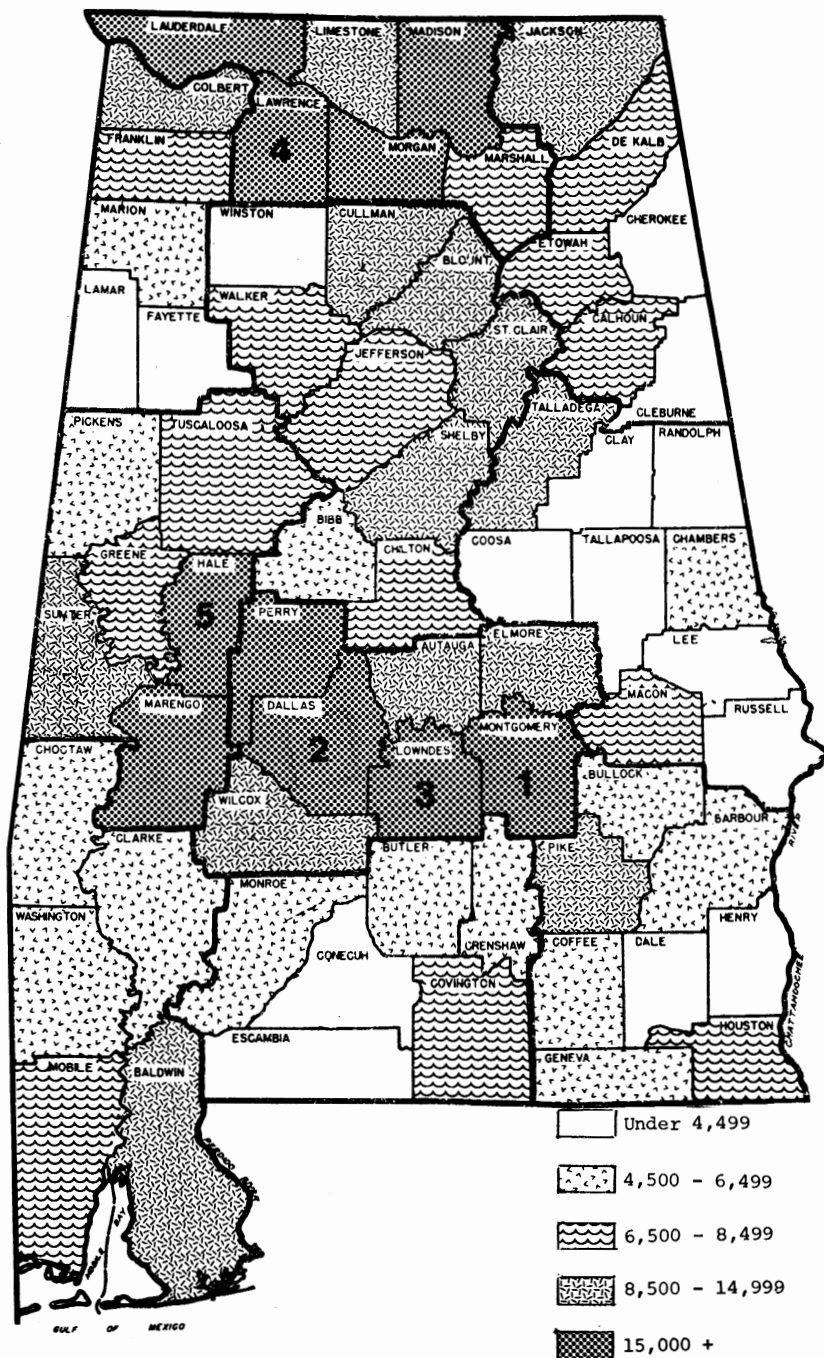 LAUDERDALE
LIMESTONE
MADISON
JACKSON
COLBERT
LAWRENCE
FRANKLIN
4
MORGAN
MARSHALL
DE KALB
MARION
WINSTON
CULLMAN
CHEROKEE
BLOUNT
ETOWAH
LAMAR
FAYETTE
WALKER
ST. CLAIR
CALHOUN
JEFFERSON
TALLADEGA
CLEBURNE
PICKENS
TUSCALOOSA
SHELBY
CLAY
RANDOLPH
BIBB
GREENE
HALE
CHILTON
COOSA
TALLAPOOSA
CHAMBERS
SUMTER
5
PERRY
AUTAUGA
ELMORE
LEE
MARENGO
DALLAS
MACON
RUSSELL
CHOCTAW
2
LOWNDES
MONTGOMERY
3
1
BULLOCK
WILCOX
BARBOUR
RIVER
CLARKE
BUTLER
PIKE
MONROE
WASHINGTON
CONECUH
CRENSHAW
COFFEE
DALE
HENRY
COVINGTON
CHATTAHOOCHEE
ESCAMBIA
HOUSTON
MOBILE
BALDWIN
GENEVA
Under 4,499
PERDIDO
4,500 - 6,499
6,500 - 8,499
MOBILE BAY
8,500 - 14,999
GULF OF MEXICO
15,000 +